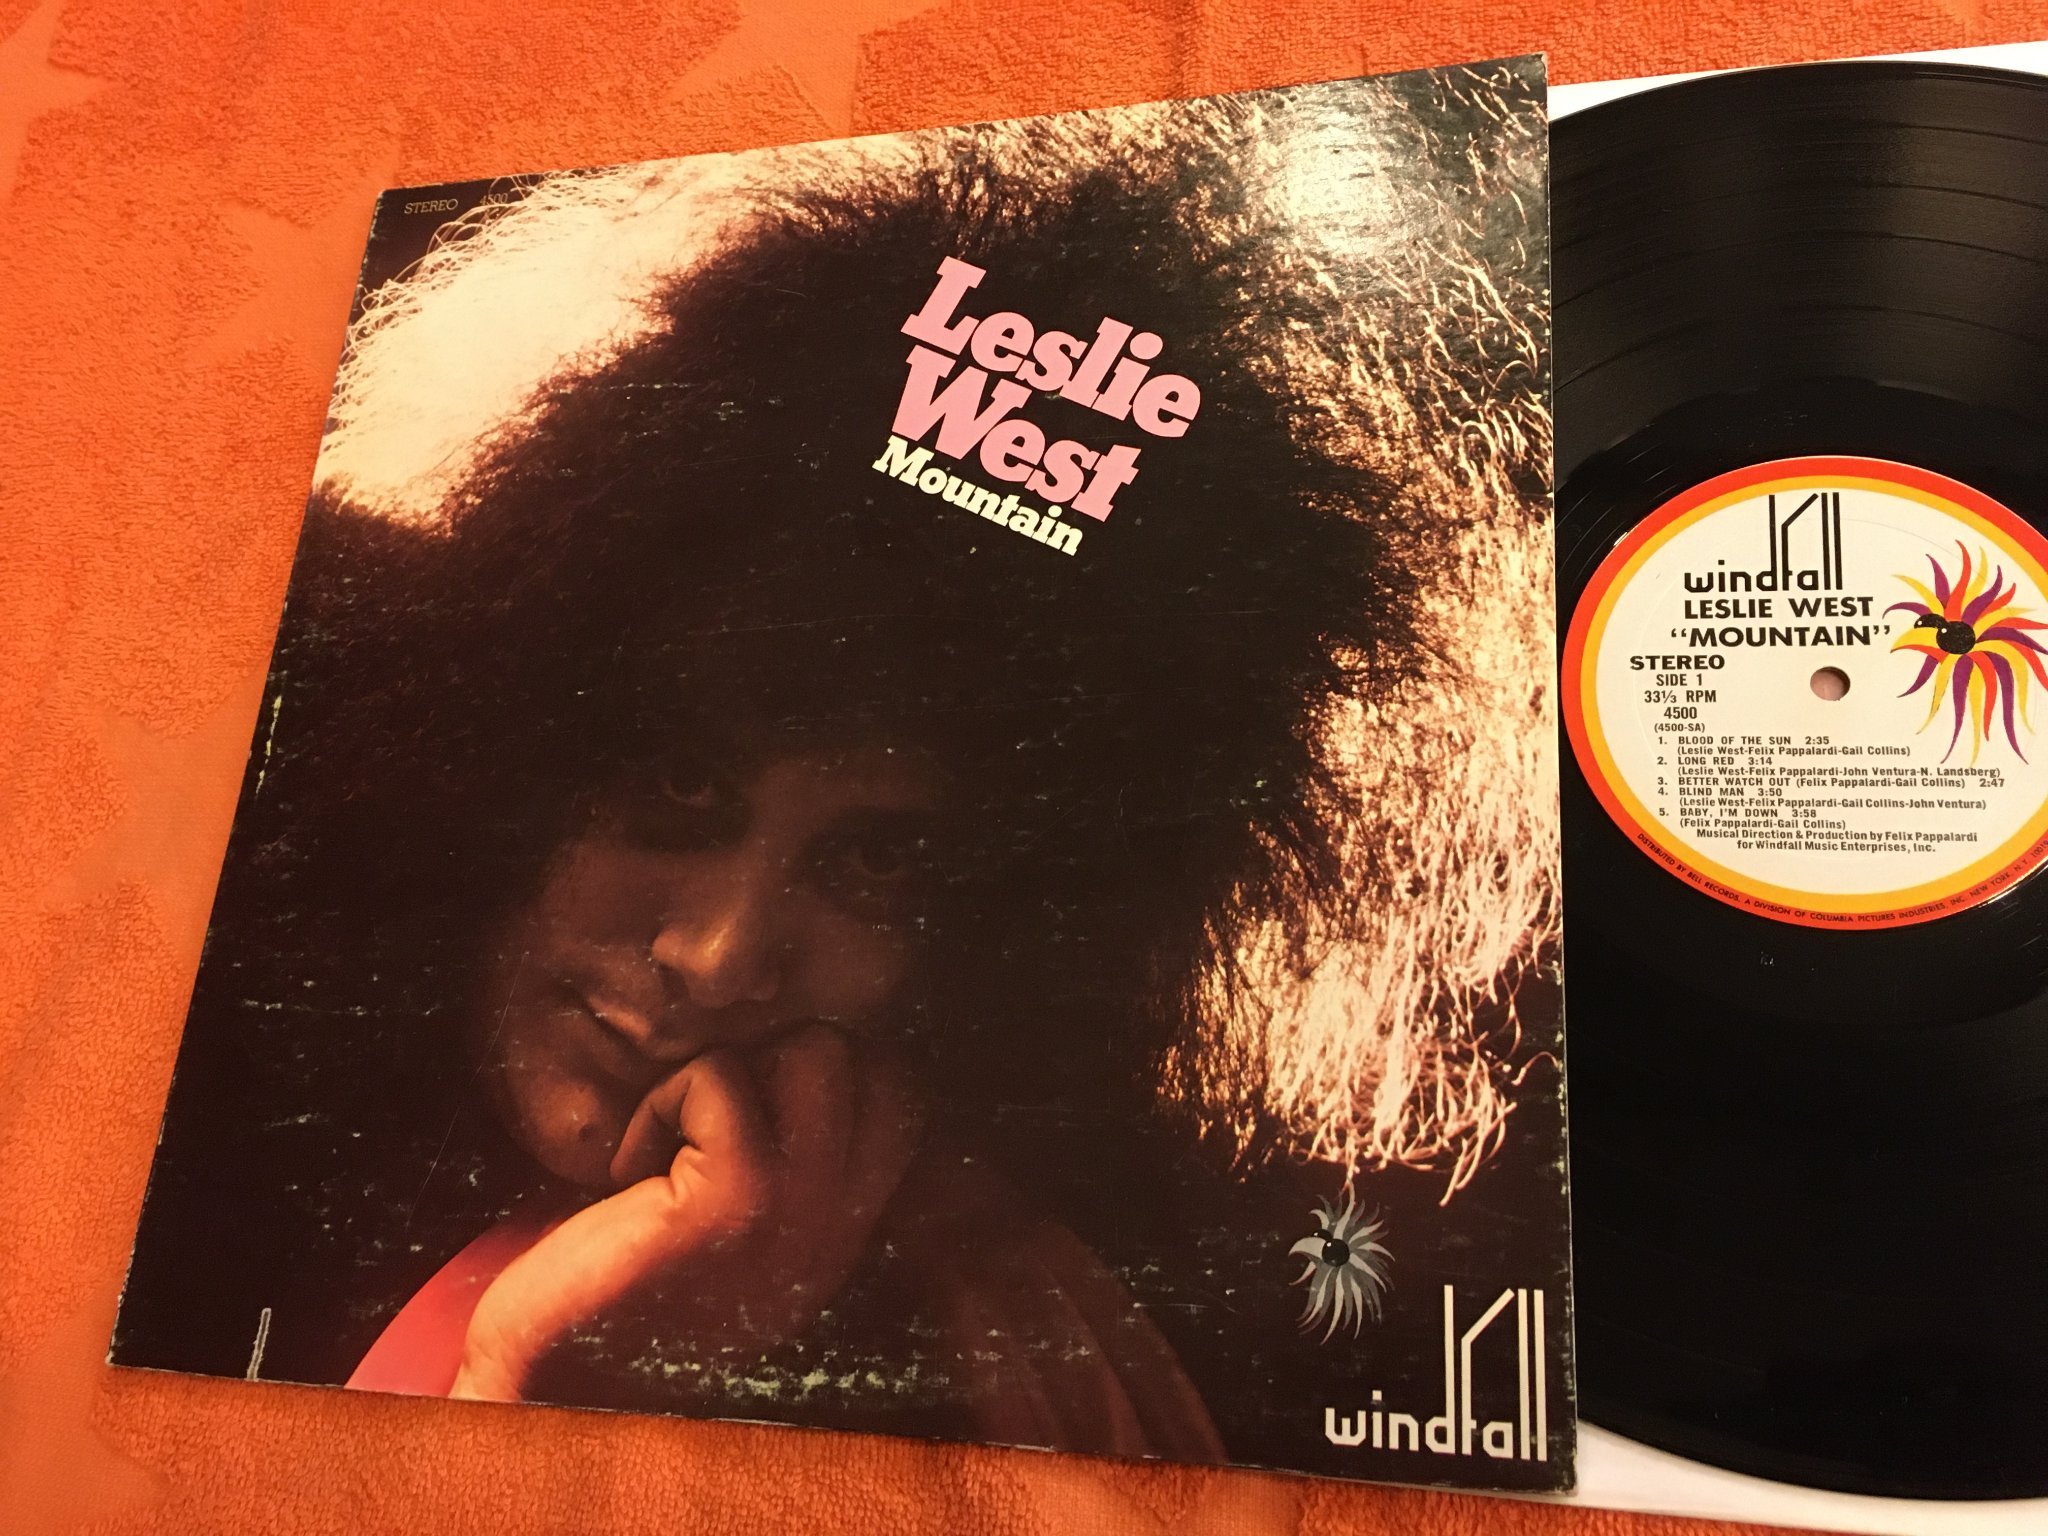 STEREO 4500
Leslie
West
Mountain
windfall
windfall
LESLIE WEST
“MOUNTAIN”
STEREO
SIDE 1
33⅓ RPM
4500
(4500-SA)
1. BLOOD OF THE SUN 2:35
(Leslie West-Felix Pappalardi-Gail Collins)
2. LONG RED 3:14
(Leslie West-Felix Pappalardi-John Ventura-N. Landsberg)
3. BETTER WATCH OUT (Felix Pappalardi-Gail Collins) 2:47
4. BLIND MAN 3:50
(Leslie West-Felix Pappalardi-Gail Collins-John Ventura)
5. BABY, I'M DOWN 3:58
(Felix Pappalardi-Gail Collins)
Musical Direction & Production by Felix Pappalardi
for Windfall Music Enterprises, Inc.
DISTRIBUTED BY BELL RECORDS, A DIVISION OF COLUMBIA PICTURES INDUSTRIES, INC. NEW YORK, N.Y.